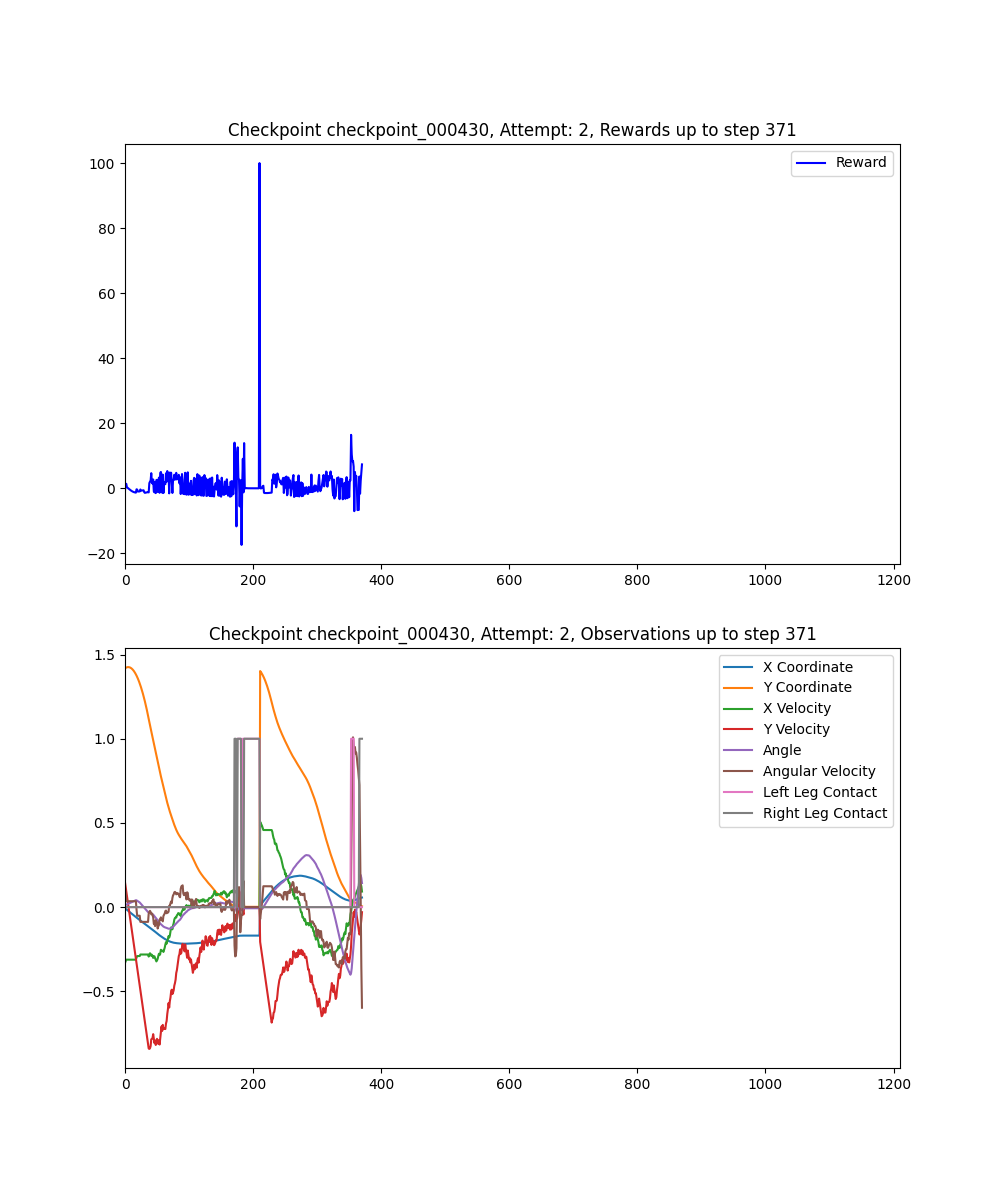 Checkpoint checkpoint_000430, Attempt: 2, Rewards up to step 371
Reward
100
80
60
40
20
0
−20
0 200 400 600 800 1000 1200
Checkpoint checkpoint_000430, Attempt: 2, Observations up to step 371
X Coordinate
Y Coordinate
X Velocity
Y Velocity
Angle
Angular Velocity
Left Leg Contact
Right Leg Contact
1.5
1.0
0.5
0.0
−0.5
0 200 400 600 800 1000 1200